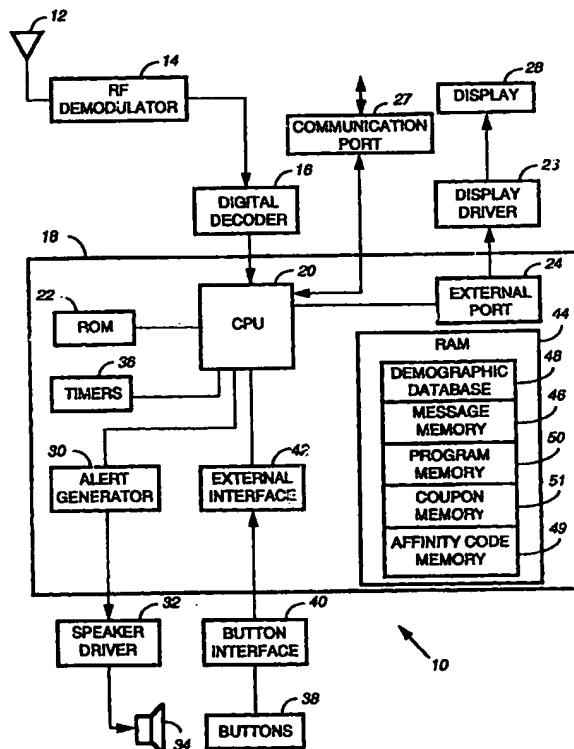 12
14
RF
DEMODULATOR
27
COMMUNICATION
PORT
28
DISPLAY
16
DIGITAL
DECODER
23
DISPLAY
DRIVER
18
20
CPU
24
EXTERNAL
PORT
22
ROM
44
RAM
36
TIMERS
48
DEMOGRAPHIC
DATABASE
46
MESSAGE
MEMORY
30
ALERT
GENERATOR
42
EXTERNAL
INTERFACE
50
PROGRAM
MEMORY
51
COUPON
MEMORY
49
AFFINITY CODE
MEMORY
32
SPEAKER
DRIVER
40
BUTTON
INTERFACE
10
34
38
BUTTONS